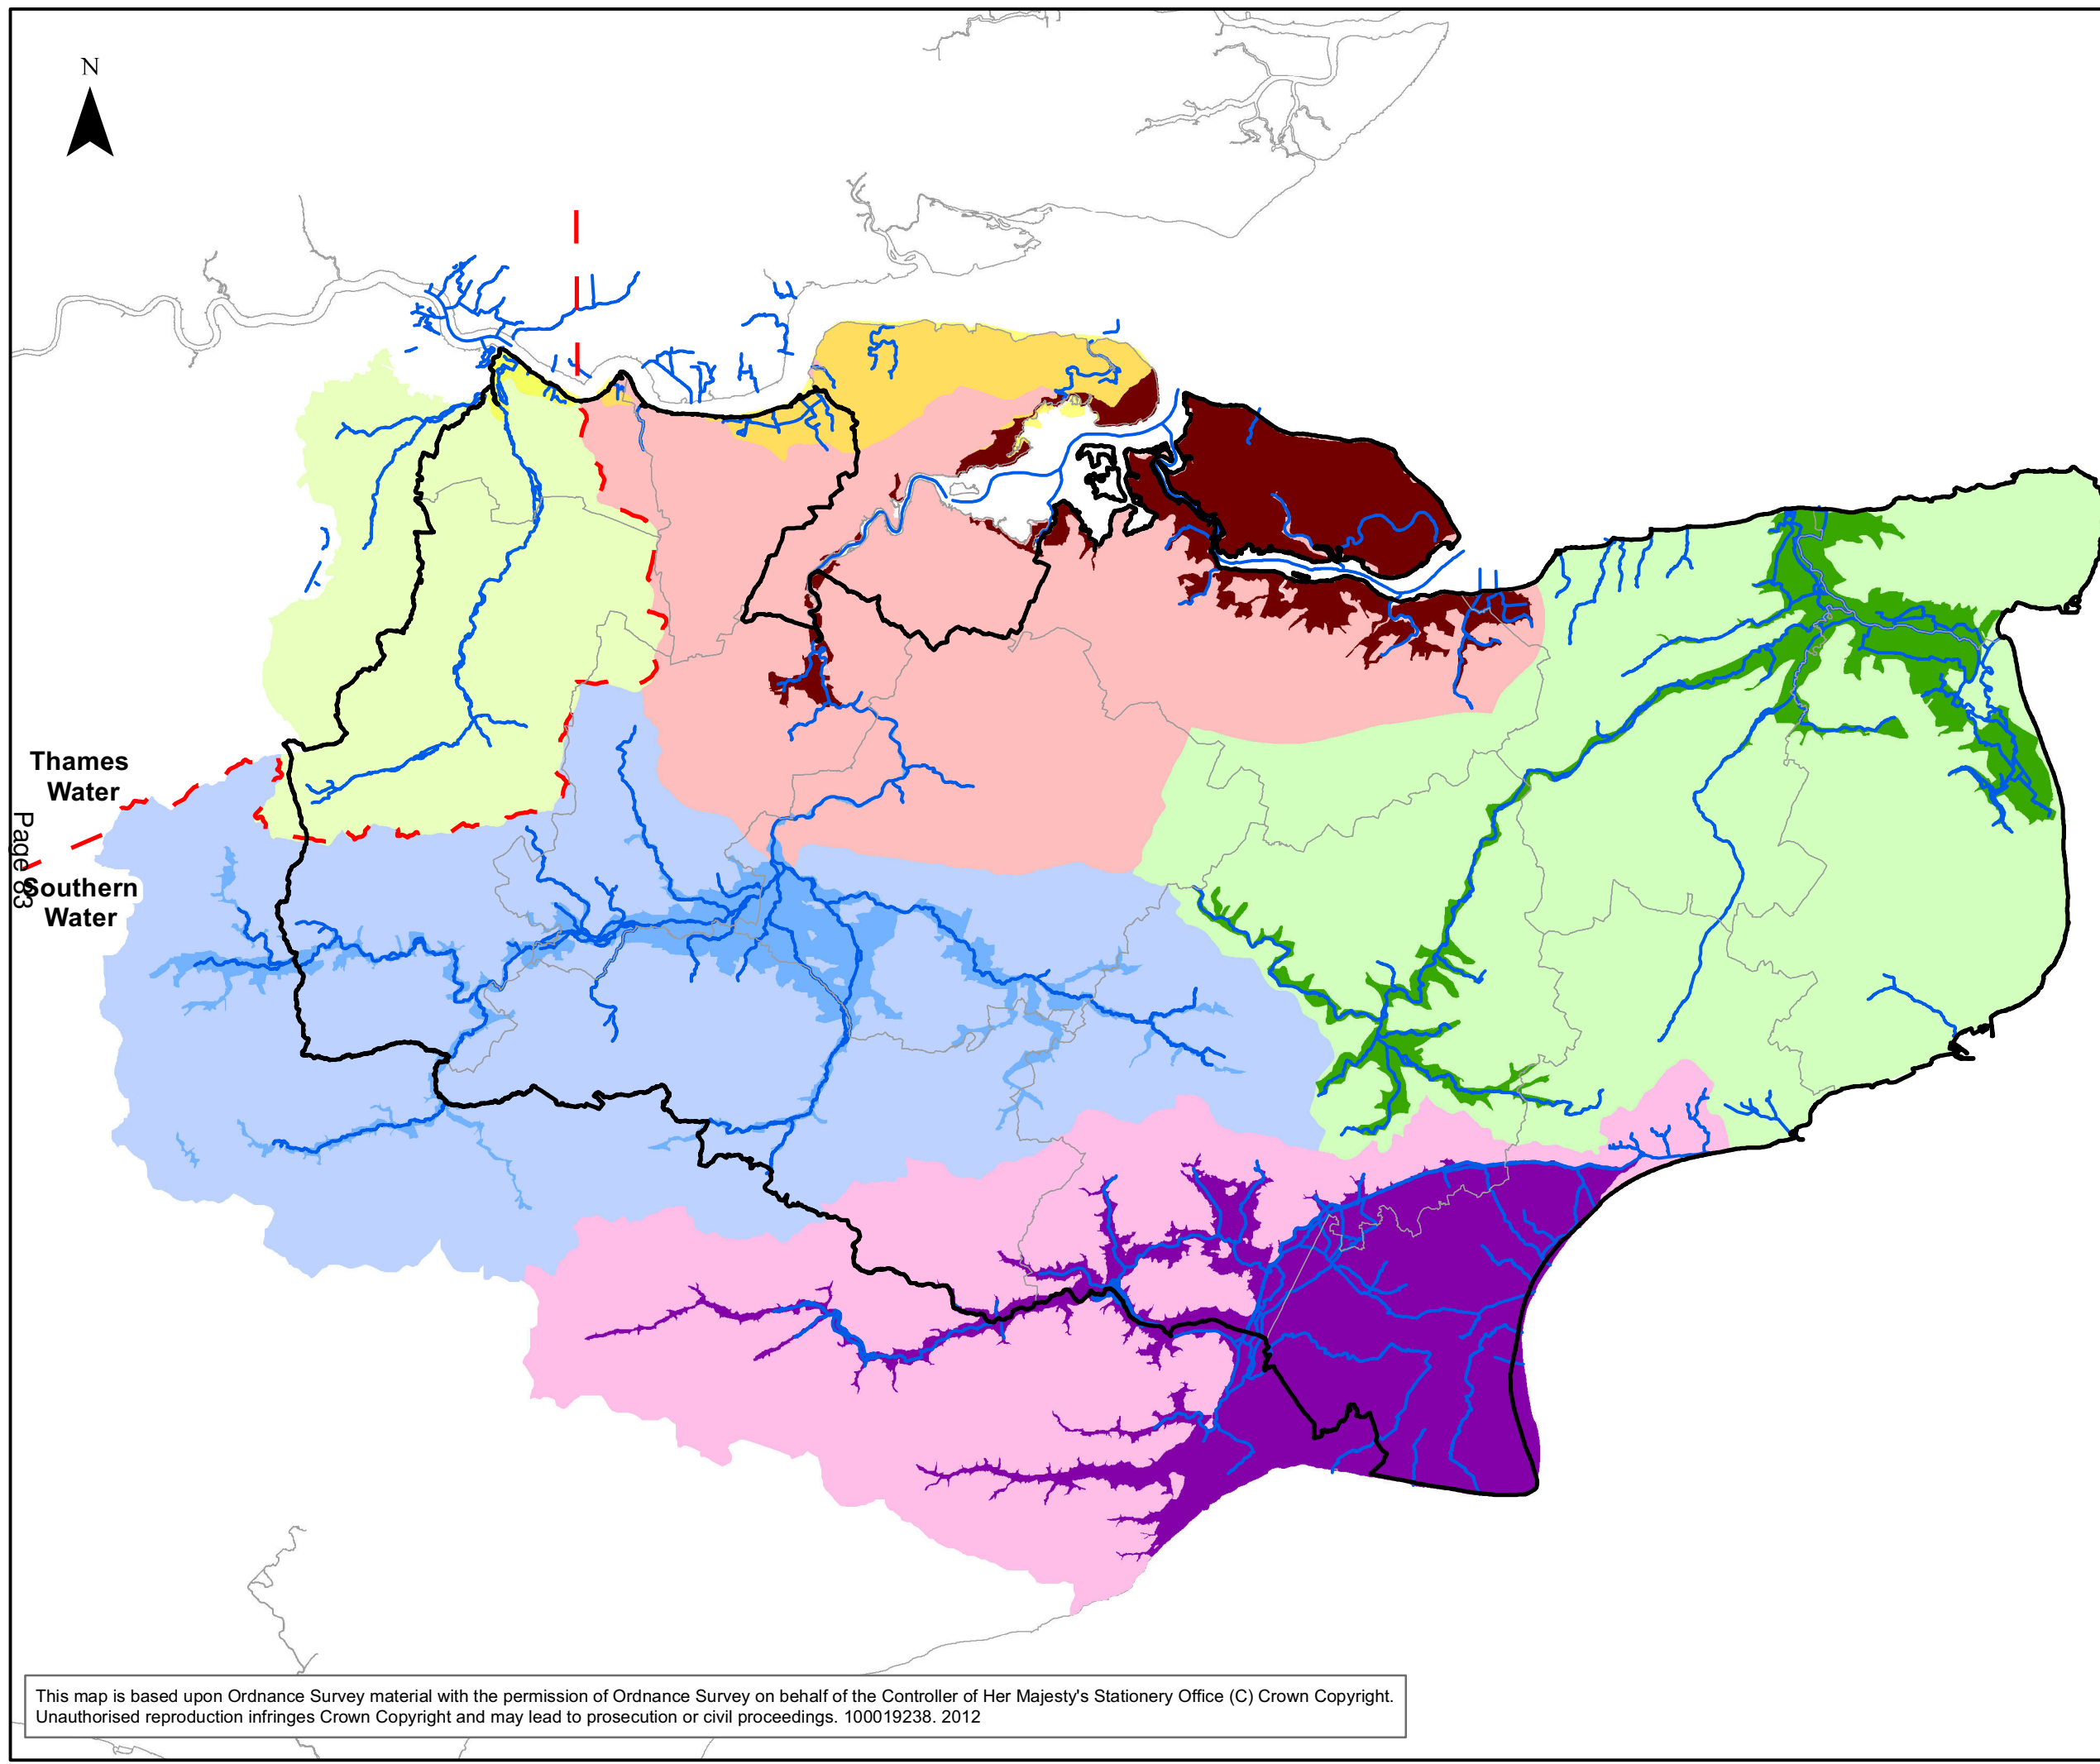 N
Thames
Water
Page 83
Southern
Water
This map is based upon Ordnance Survey material with the permission of Ordnance Survey on behalf of the Controller of Her Majesty's Stationery Office (C) Crown Copyright.
Unauthorised reproduction infringes Crown Copyright and may lead to prosecution or civil proceedings. 100019238. 2012